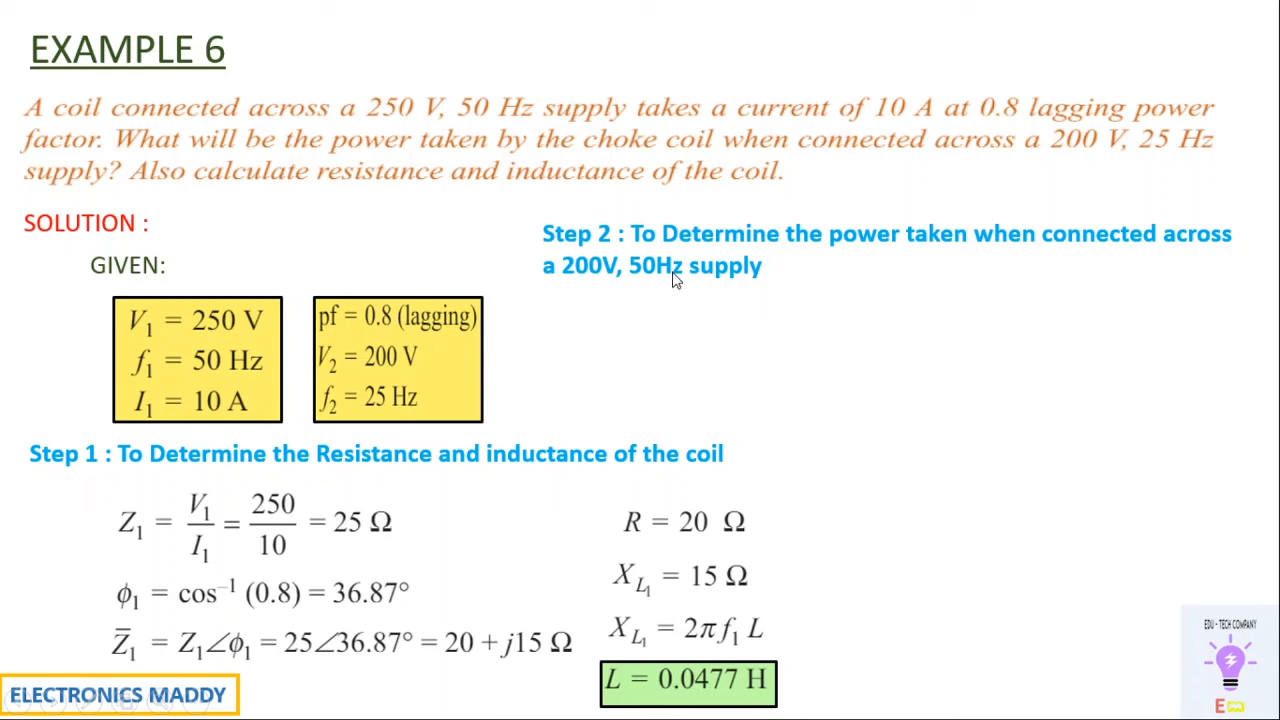 EXAMPLE 6
A coil connected across a 250 V, 50 Hz supply takes a current of 10 A at 0.8 lagging power
factor. What will be the power taken by the choke coil when connected across a 200 V, 25 Hz
supply? Also calculate resistance and inductance of the coil.
SOLUTION :
GIVEN:
V₁ = 250 V
f₁ = 50 Hz
I₁ = 10 A
pf = 0.8 (lagging)
V₂ = 200 V
f₂ = 25 Hz
Step 1 : To Determine the Resistance and inductance of the coil
Z₁ = V₁/I₁ = 250/10 = 25 Ω
ϕ₁ = cos⁻¹ (0.8) = 36.87°
Z̅₁ = Z₁∠ϕ₁ = 25∠36.87° = 20 + j15 Ω
R = 20 Ω
X_L₁ = 15 Ω
X_L₁ = 2πf₁ L
L = 0.0477 H
Step 2 : To Determine the power taken when connected across
a 200V, 50Hz supply
ELECTRONICS MADDY
EDU - TECH COMPANY
Em